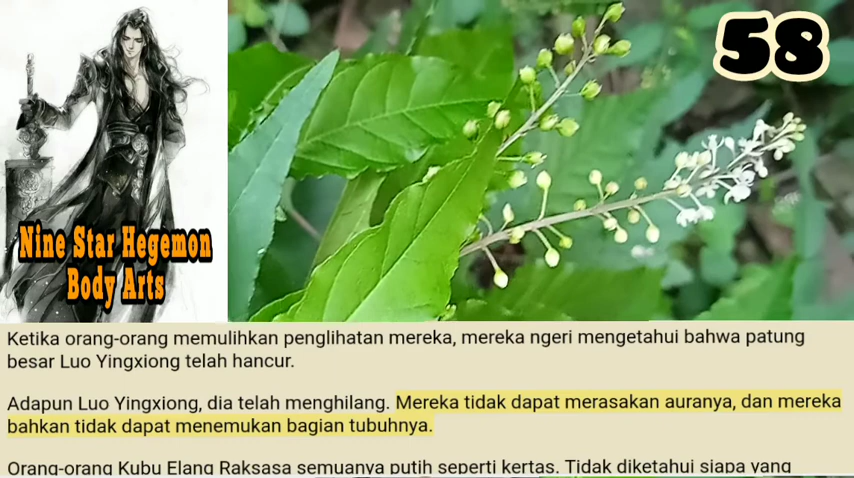 58
Nine Star Hegemon
Body Arts
Ketika orang-orang memulihkan penglihatan mereka, mereka ngeri mengetahui bahwa patung
besar Luo Yingxiong telah hancur.
Adapun Luo Yingxiong, dia telah menghilang. Mereka tidak dapat merasakan auranya, dan mereka
bahkan tidak dapat menemukan bagian tubuhnya.
Orang-orang Kubu Elang Raksasa semuanya putih seperti kertas. Tidak diketahui siapa yang